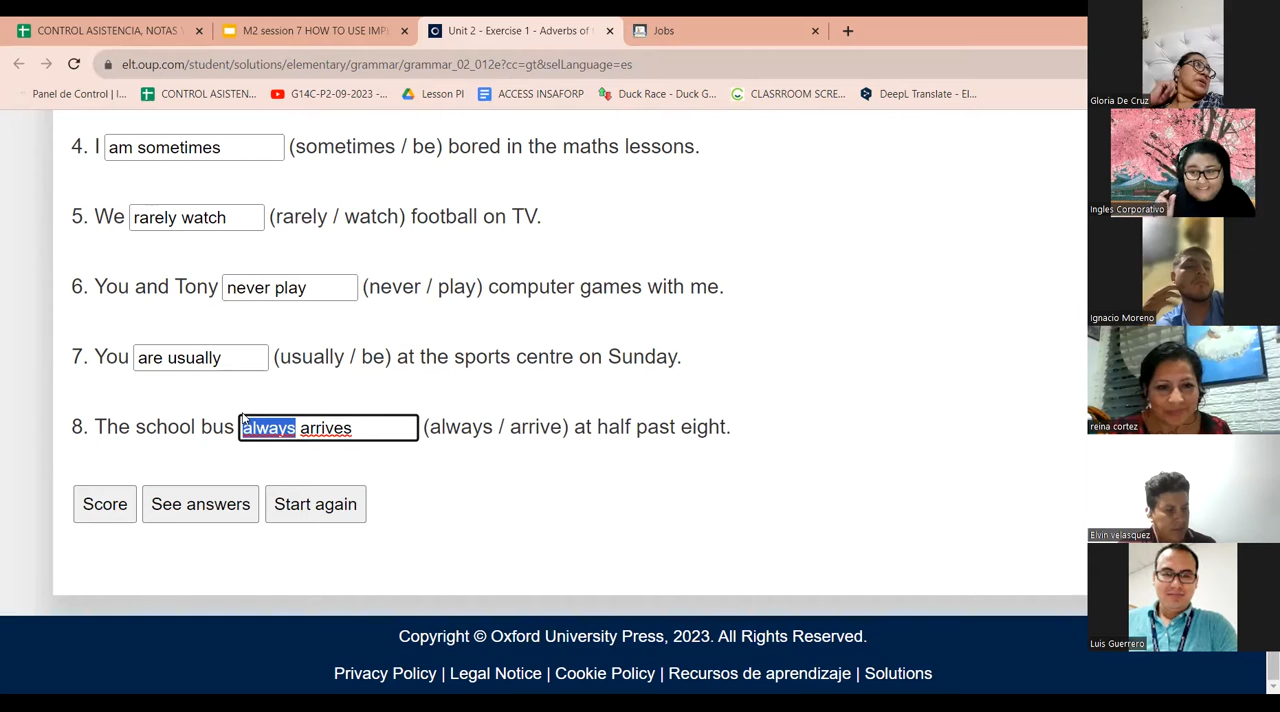 CONTROL ASISTENCIA, NOTAS
M2 session 7 HOW TO USE IMP
Unit 2 - Exercise 1 - Adverbs of
Jobs
elt.oup.com/student/solutions/elementary/grammar/grammar_02_012e?cc=gt&selLanguage=es
Panel de Control | I...
CONTROL ASISTEN...
G14C-P2-09-2023 -...
Lesson Pl
ACCESS INSAFORP
Duck Race - Duck G...
CLASRROOM SCRE...
DeepL Translate - El...
4. I am sometimes (sometimes / be) bored in the maths lessons.
5. We rarely watch (rarely / watch) football on TV.
6. You and Tony never play (never / play) computer games with me.
7. You are usually (usually / be) at the sports centre on Sunday.
8. The school bus always arrives (always / arrive) at half past eight.
Score
See answers
Start again
Copyright © Oxford University Press, 2023. All Rights Reserved.
Privacy Policy | Legal Notice | Cookie Policy | Recursos de aprendizaje | Solutions
Gloria De Cruz
Ingles Corporativo
Ignacio Moreno
reina cortez
Elvin velasquez
Luis Guerrero